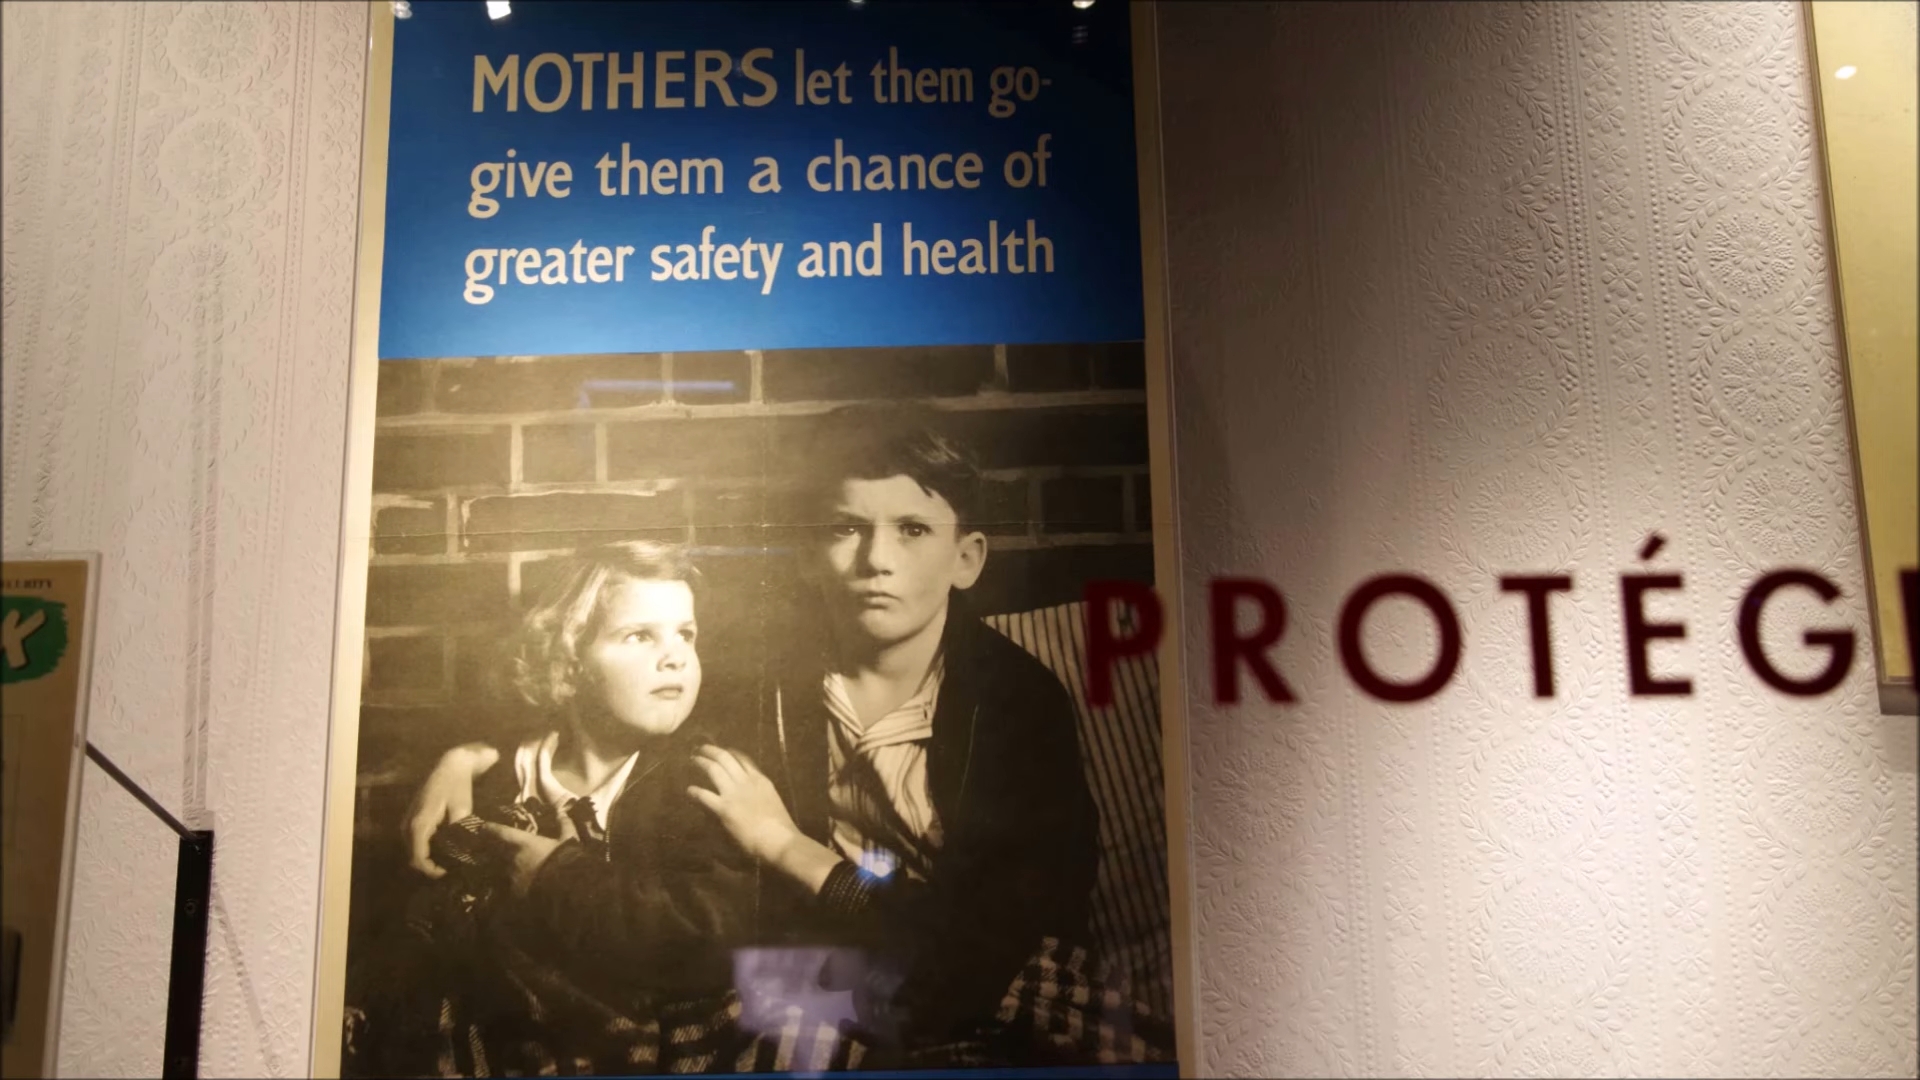 MOTHERS let them go-
give them a chance of
greater safety and health
PROTÉG